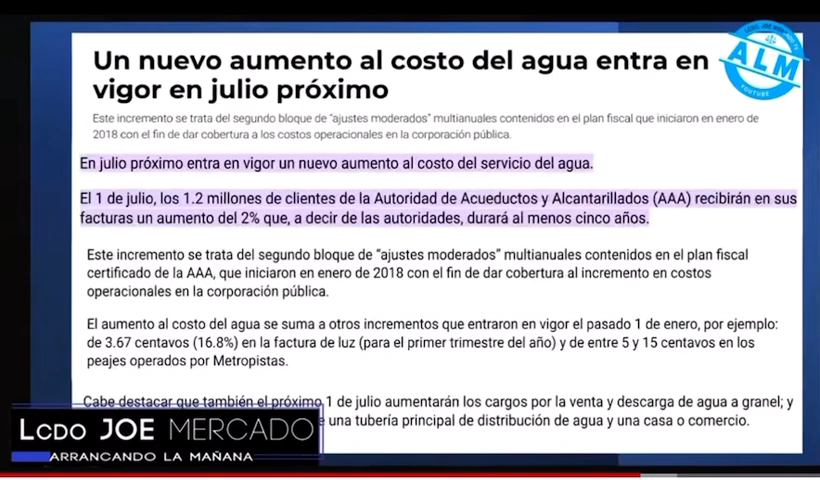 Un nuevo aumento al costo del agua entra en
vigor en julio próximo
Este incremento se trata del segundo bloque de "ajustes moderados" multianuales contenidos en el plan fiscal que iniciaron en enero de
2018 con el fin de dar cobertura a los costos operacionales en la corporación pública.
En julio próximo entra en vigor un nuevo aumento al costo del servicio del agua.
El 1 de julio, los 1.2 millones de clientes de la Autoridad de Acueductos y Alcantarillados (AAA) recibirán en sus
facturas un aumento del 2% que, a decir de las autoridades, durará al menos cinco años.
Este incremento se trata del segundo bloque de "ajustes moderados" multianuales contenidos en el plan fiscal
certificado de la AAA, que iniciaron en enero de 2018 con el fin de dar cobertura al incremento en costos
operacionales en la corporación pública.
El aumento al costo del agua se suma a otros incrementos que entraron en vigor el pasado 1 de enero, por ejemplo:
de 3.67 centavos (16.8%) en la factura de luz (para el primer trimestre del año) y de entre 5 y 15 centavos en los
peajes operados por Metropistas.
Cabe destacar que también el próximo 1 de julio aumentarán los cargos por la venta y descarga de agua a granel; y
una tubería principal de distribución de agua y una casa o comercio.
ALM
YOUTUBE
LCDO JOE MERCADO
ARRANCANDO LA MAÑANA